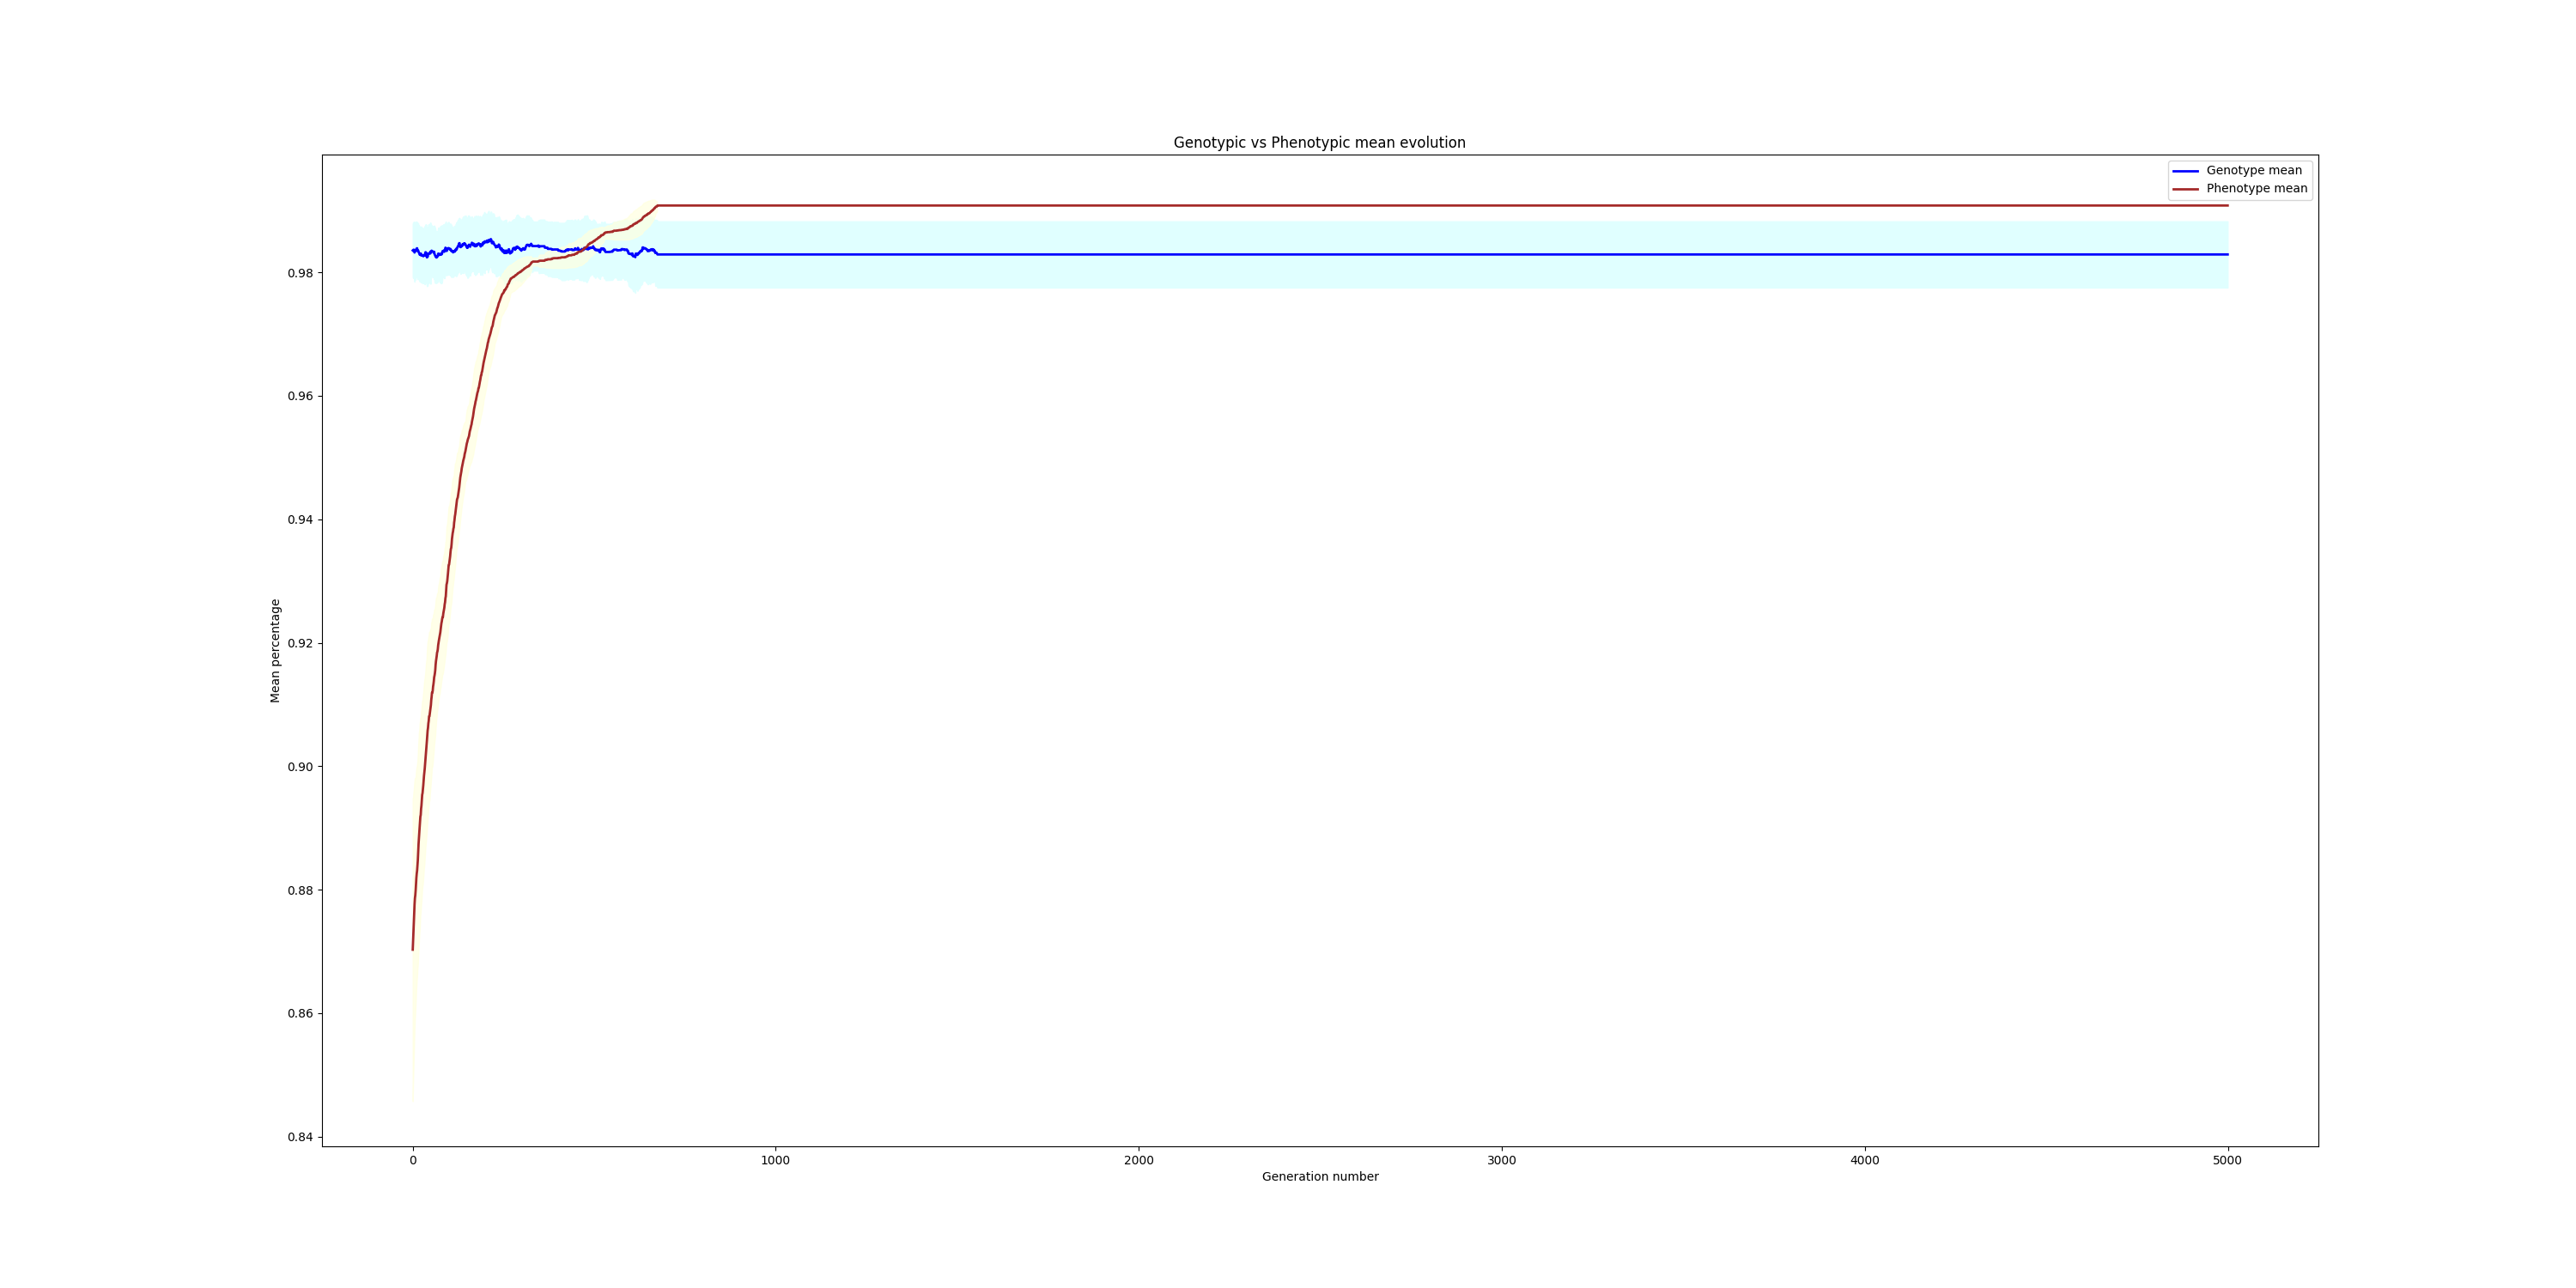 Genotypic vs Phenotypic mean evolution
Genotype mean
Phenotype mean
Mean percentage
0.98
0.96
0.94
0.92
0.90
0.88
0.86
0.84
0 1000 2000 3000 4000 5000
Generation number